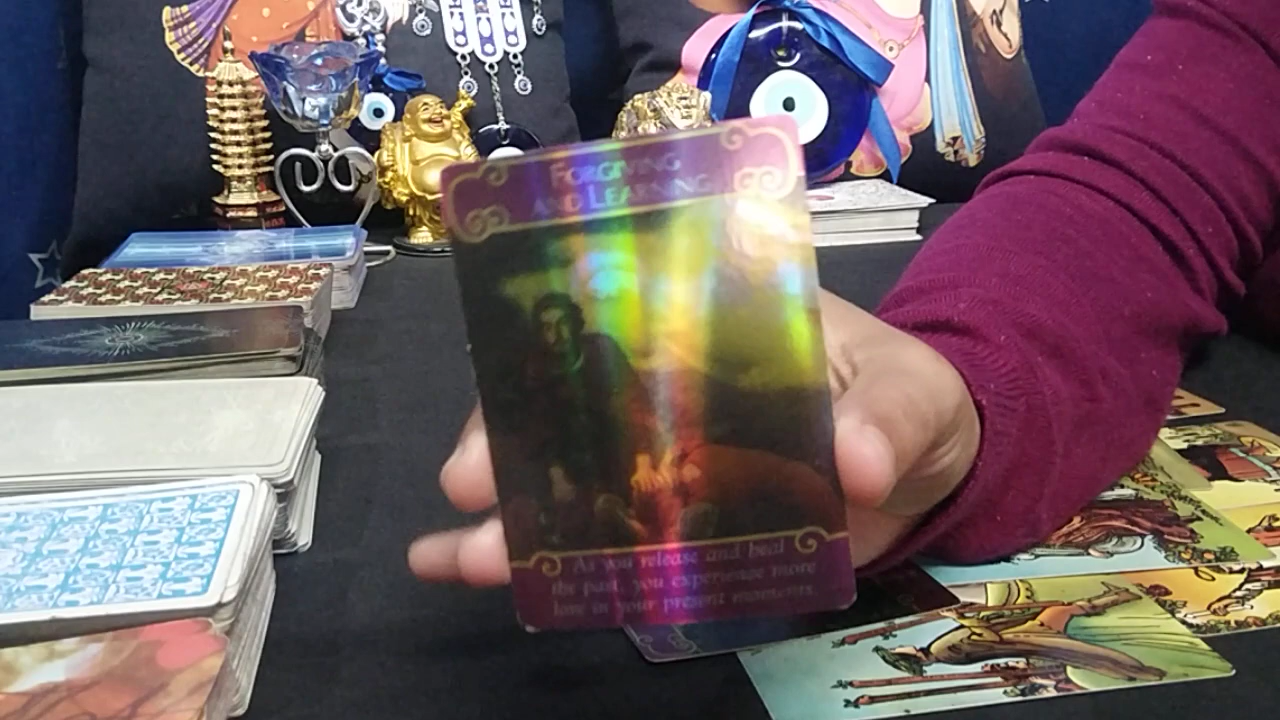 FORGIVING
AND LEARNING
As you release and heal
the past, you experience more
love in your present moments.